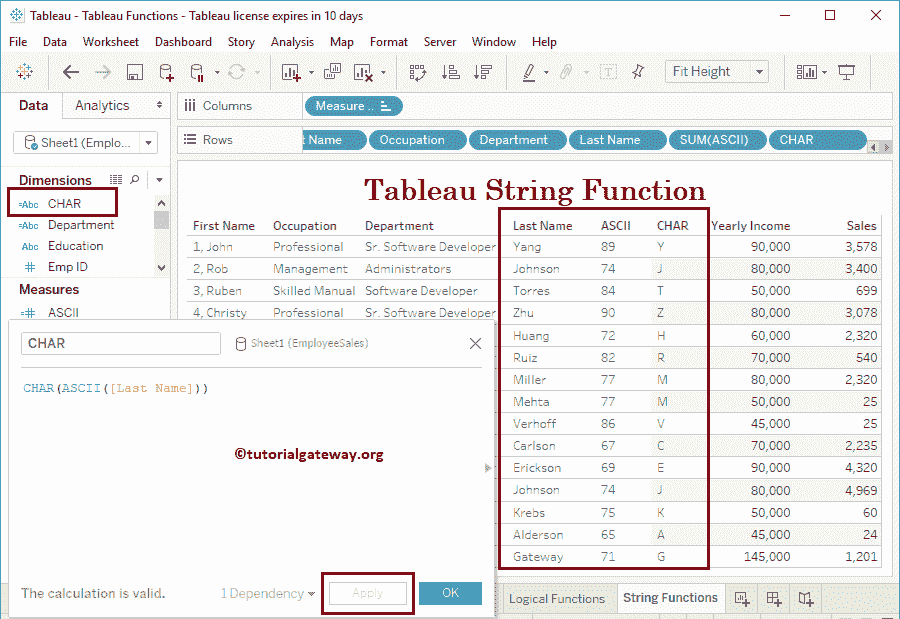 Tableau - Tableau Functions - Tableau license expires in 10 days
File Data Worksheet Dashboard Story Analysis Map Format Server Window Help
Fit Height
Data Analytics
Columns Measure ..
Sheet1 (Emplo...
Rows t Name Occupation Department Last Name SUM(ASCII) CHAR
Dimensions
Abc CHAR
Abc Department
Abc Education
# Emp ID
Measures
# ASCII
Tableau String Function
First Name Occupation Department Last Name ASCII CHAR Yearly Income Sales
1, John Professional Sr. Software Developer Yang 89 Y 90,000 3,578
2, Rob Management Administrators Johnson 74 J 80,000 3,400
3, Ruben Skilled Manual Software Developer Torres 84 T 50,000 699
4, Christy Professional Sr. Software Developer Zhu 90 Z 80,000 3,078
Huang 72 H 60,000 2,320
Ruiz 82 R 70,000 540
Miller 77 M 80,000 2,320
Mehta 77 M 50,000 25
Verhoff 86 V 45,000 25
Carlson 67 C 70,000 2,235
Erickson 69 E 90,000 4,320
Johnson 74 J 80,000 4,969
Krebs 75 K 50,000 60
Alderson 65 A 45,000 24
Gateway 71 G 145,000 1,201
CHAR Sheet1 (EmployeeSales)
CHAR(ASCII([Last Name]))
©tutorialgateway.org
The calculation is valid. 1 Dependency Apply OK
Logical Functions String Functions